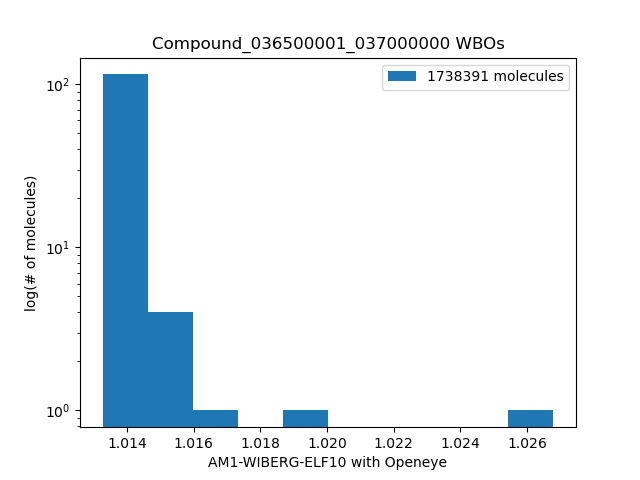 Compound_036500001_037000000 WBOs
1738391 molecules
10²
10¹
10⁰
log(# of molecules)
1.014 1.016 1.018 1.020 1.022 1.024 1.026
AM1-WIBERG-ELF10 with Openeye